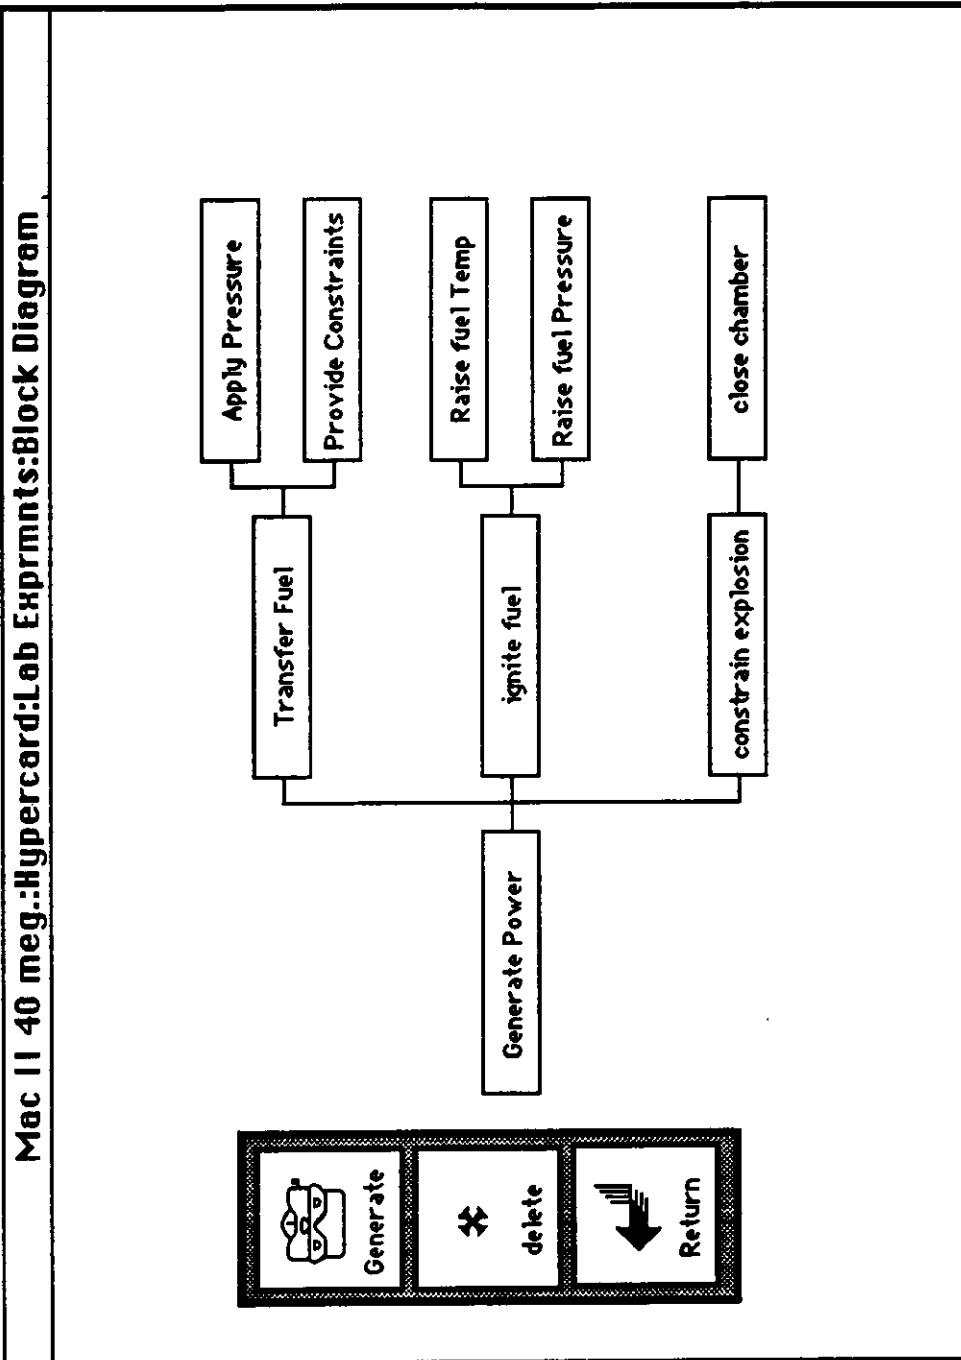 Mac II 40 meg.:Hypercard:Lab Exprmnts:Block Diagram
Generate
delete
Return
Generate Power
Transfer Fuel
ignite fuel
constrain explosion
Apply Pressure
Provide Constraints
Raise fuel Temp
Raise fuel Pressure
close chamber